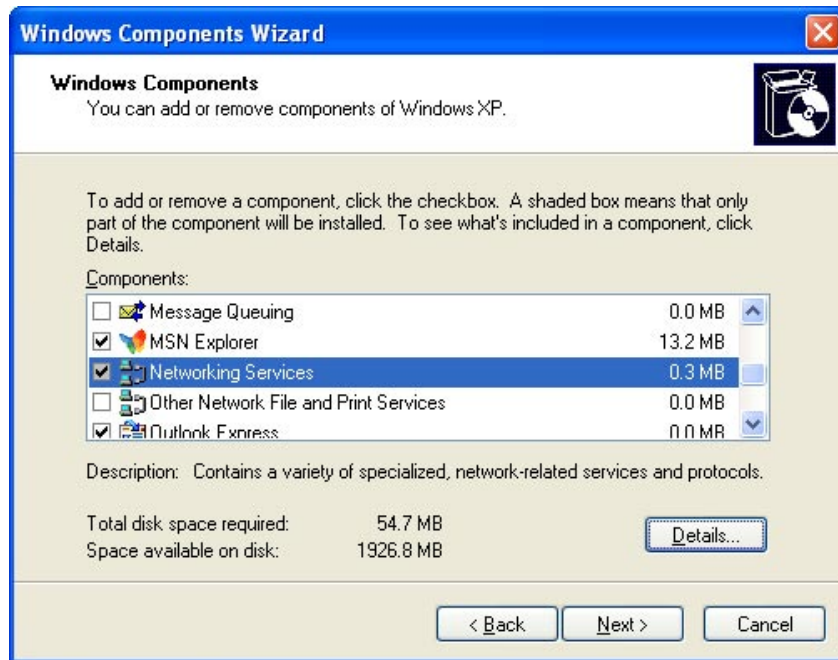 Windows Components Wizard
Windows Components
You can add or remove components of Windows XP.
To add or remove a component, click the checkbox. A shaded box means that only
part of the component will be installed. To see what's included in a component, click
Details.
Components:
Message Queuing 0.0 MB
MSN Explorer 13.2 MB
Networking Services 0.3 MB
Other Network File and Print Services 0.0 MB
Outlook Express 0.0 MB
Description: Contains a variety of specialized, network-related services and protocols.
Total disk space required: 54.7 MB
Space available on disk: 1926.8 MB
Details...
< Back Next > Cancel